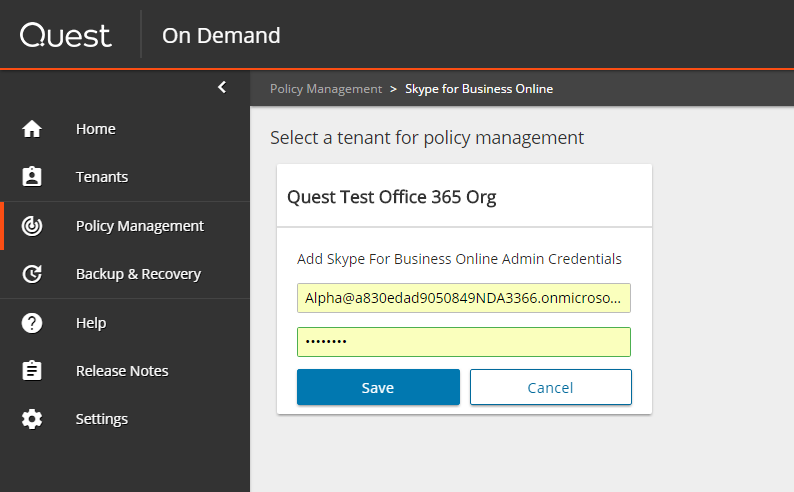 Quest
On Demand
Policy Management > Skype for Business Online
Home
Tenants
Policy Management
Backup & Recovery
Help
Release Notes
Settings
Select a tenant for policy management
Quest Test Office 365 Org
Add Skype For Business Online Admin Credentials
Alpha@a830edad9050849NDA3366.onmicroso...
••••••••
Save
Cancel